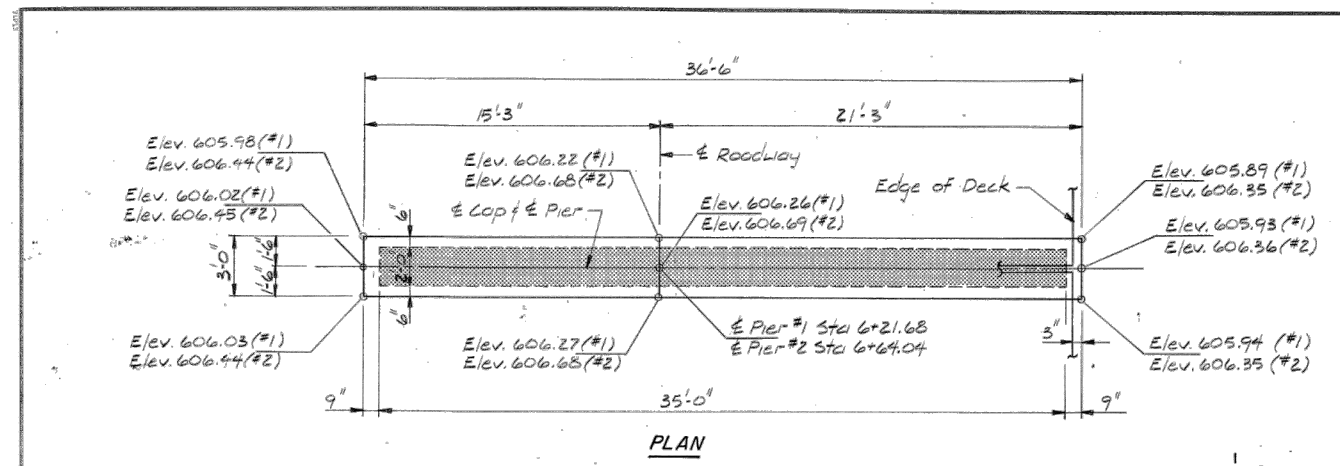 36'-6"
15'-3"
21'-3"
Elev. 605.98 (#1)
Elev. 606.44 (#2)
Elev. 606.22 (#1)
Elev. 606.68 (#2)
℄ Roadway
Edge of Deck
Elev. 605.89 (#1)
Elev. 606.35 (#2)
Elev. 606.02 (#1)
Elev. 606.45 (#2)
℄ Cap & ℄ Pier
Elev. 606.26 (#1)
Elev. 606.69 (#2)
Elev. 605.93 (#1)
Elev. 606.36 (#2)
3'-0"
1'-6"
1'-6"
6"
2'-0"
6"
Elev. 606.03 (#1)
Elev. 606.44 (#2)
Elev. 606.27 (#1)
Elev. 606.68 (#2)
℄ Pier #1 Sta 6+21.68
℄ Pier #2 Sta 6+64.04
3"
Elev. 605.94 (#1)
Elev. 606.35 (#2)
9"
35'-0"
9"
PLAN